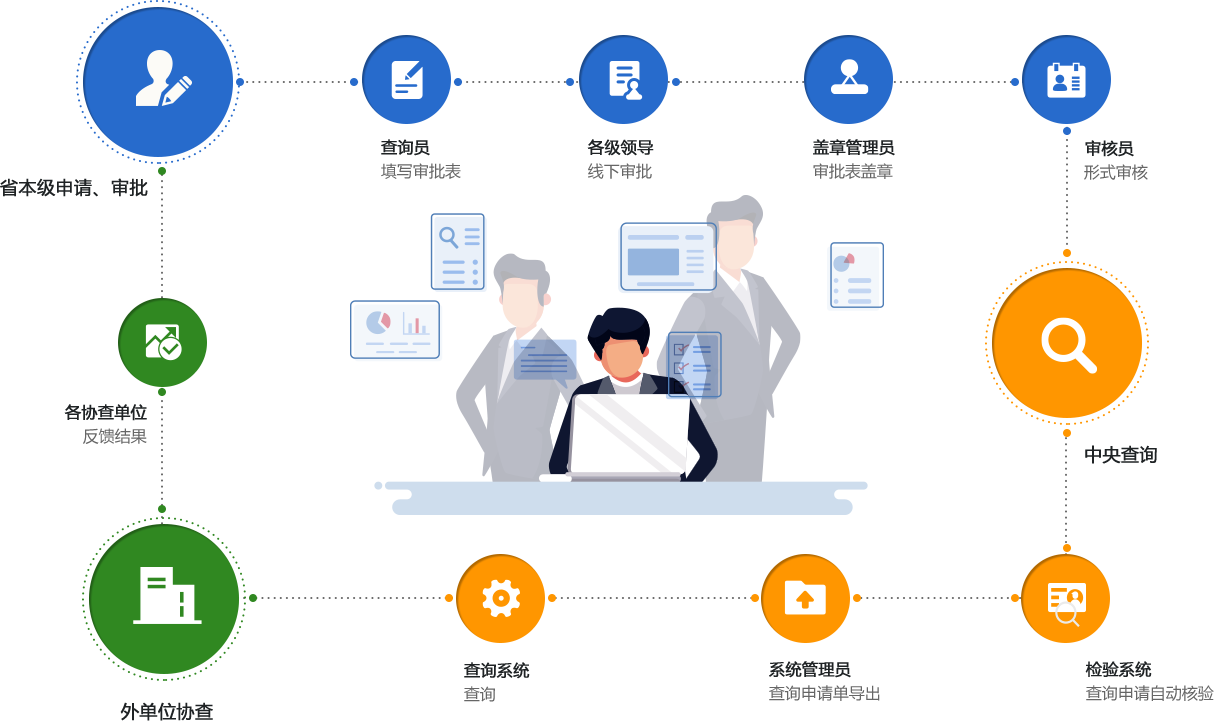 省本级申请、审批
查询员
填写审批表
各级领导
线下审批
盖章管理员
审批表盖章
审核员
形式审核
中央查询
检验系统
查询申请自动核验
系统管理员
查询申请单导出
查询系统
查询
外单位协查
各协查单位
反馈结果